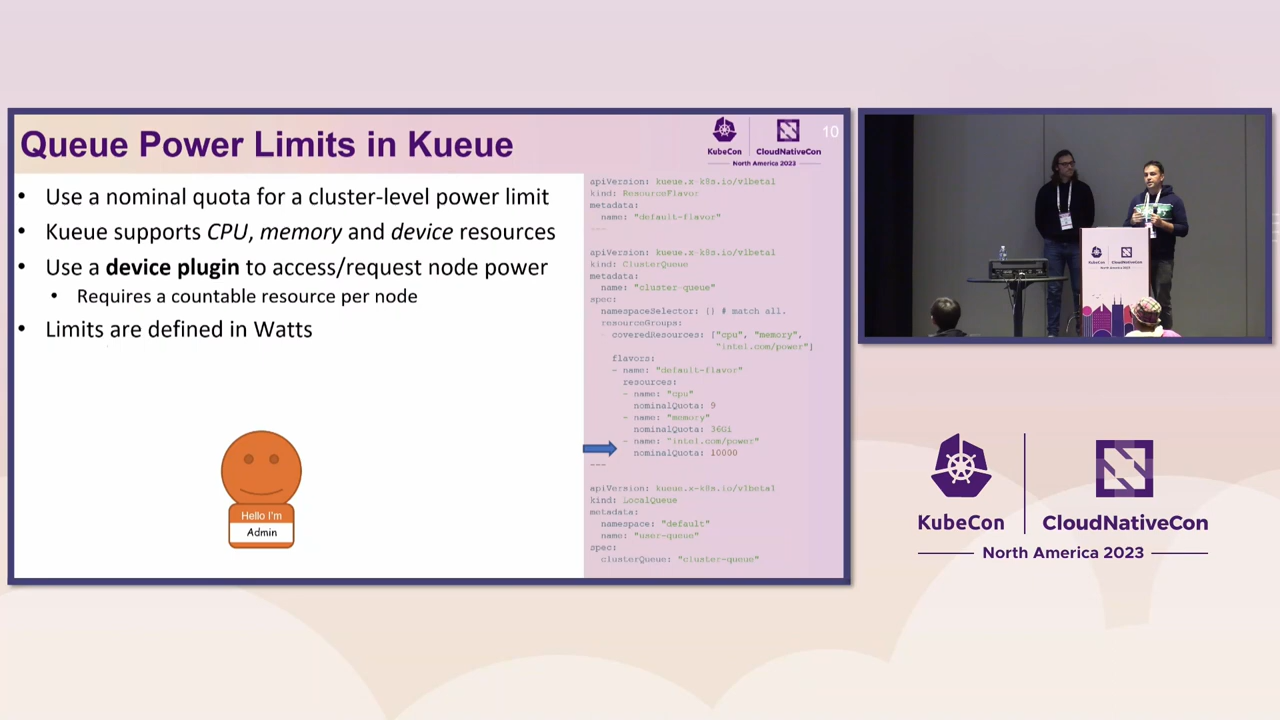 Queue Power Limits in Kueue
KubeCon
CloudNativeCon
North America 2023
10
• Use a nominal quota for a cluster-level power limit
• Kueue supports CPU, memory and device resources
• Use a device plugin to access/request node power
• Requires a countable resource per node
• Limits are defined in Watts
Hello I'm
Admin
apiVersion: kueue.x-k8s.io/v1beta1
kind: ResourceFlavor
metadata:
name: "default-flavor"
---
apiVersion: kueue.x-k8s.io/v1beta1
kind: ClusterQueue
metadata:
name: "cluster-queue"
spec:
namespaceSelector: {} # match all.
resourceGroups:
- coveredResources: ["cpu", "memory",
"intel.com/power"]
flavors:
- name: "default-flavor"
resources:
- name: "cpu"
nominalQuota: 9
- name: "memory"
nominalQuota: 36Gi
- name: "intel.com/power"
nominalQuota: 10000
---
apiVersion: kueue.x-k8s.io/v1beta1
kind: LocalQueue
metadata:
namespace: "default"
name: "user-queue"
spec:
clusterQueue: "cluster-queue"
KubeCon
CloudNativeCon
North America 2023
KubeCon
CloudNativeCon
North America 2023